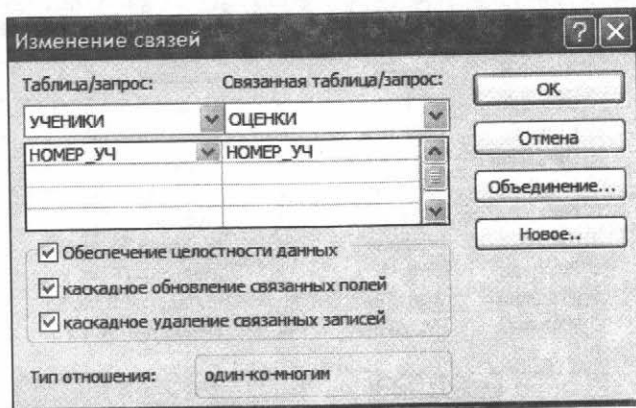 Изменение связей
Таблица/запрос: Связанная таблица/запрос:
УЧЕНИКИ ОЦЕНКИ
НОМЕР_УЧ НОМЕР_УЧ
ОК
Отмена
Объединение...
Новое..
Обеспечение целостности данных
каскадное обновление связанных полей
каскадное удаление связанных записей
Тип отношения: один-ко-многим